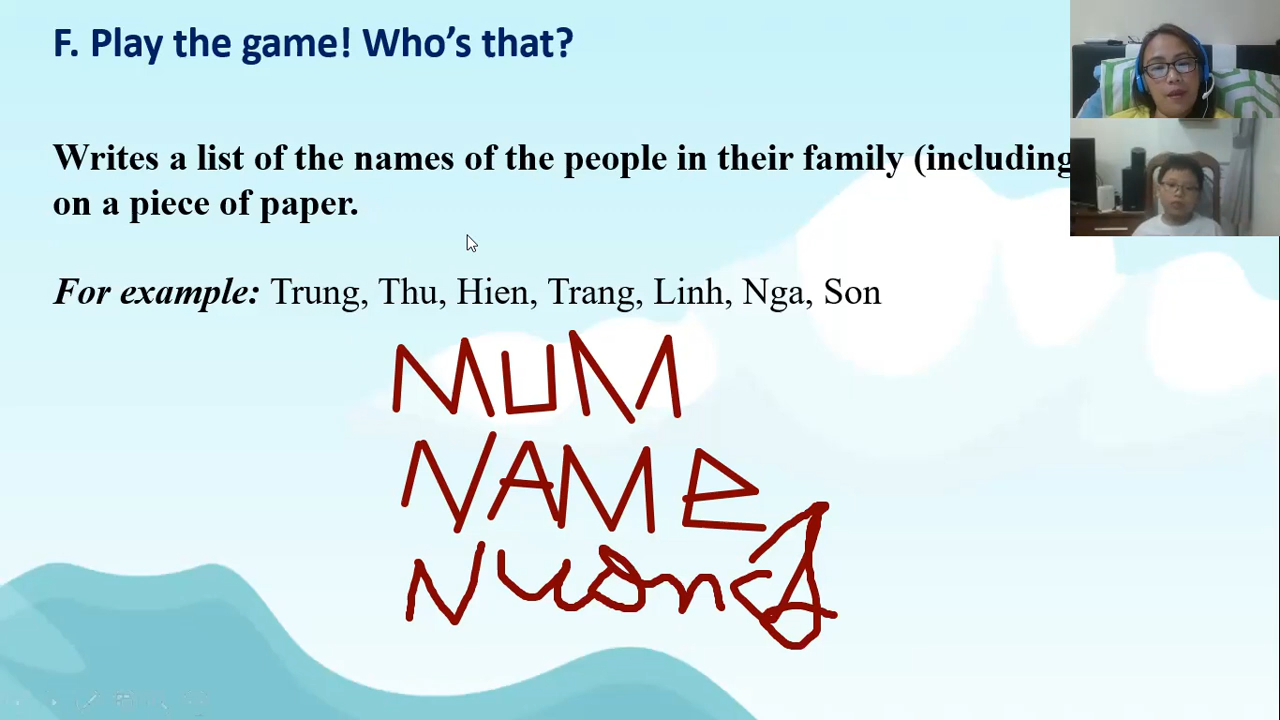 F. Play the game! Who's that?
Writes a list of the names of the people in their family (including
on a piece of paper.
For example: Trung, Thu, Hien, Trang, Linh, Nga, Son
MUM
NAMe
Nuong